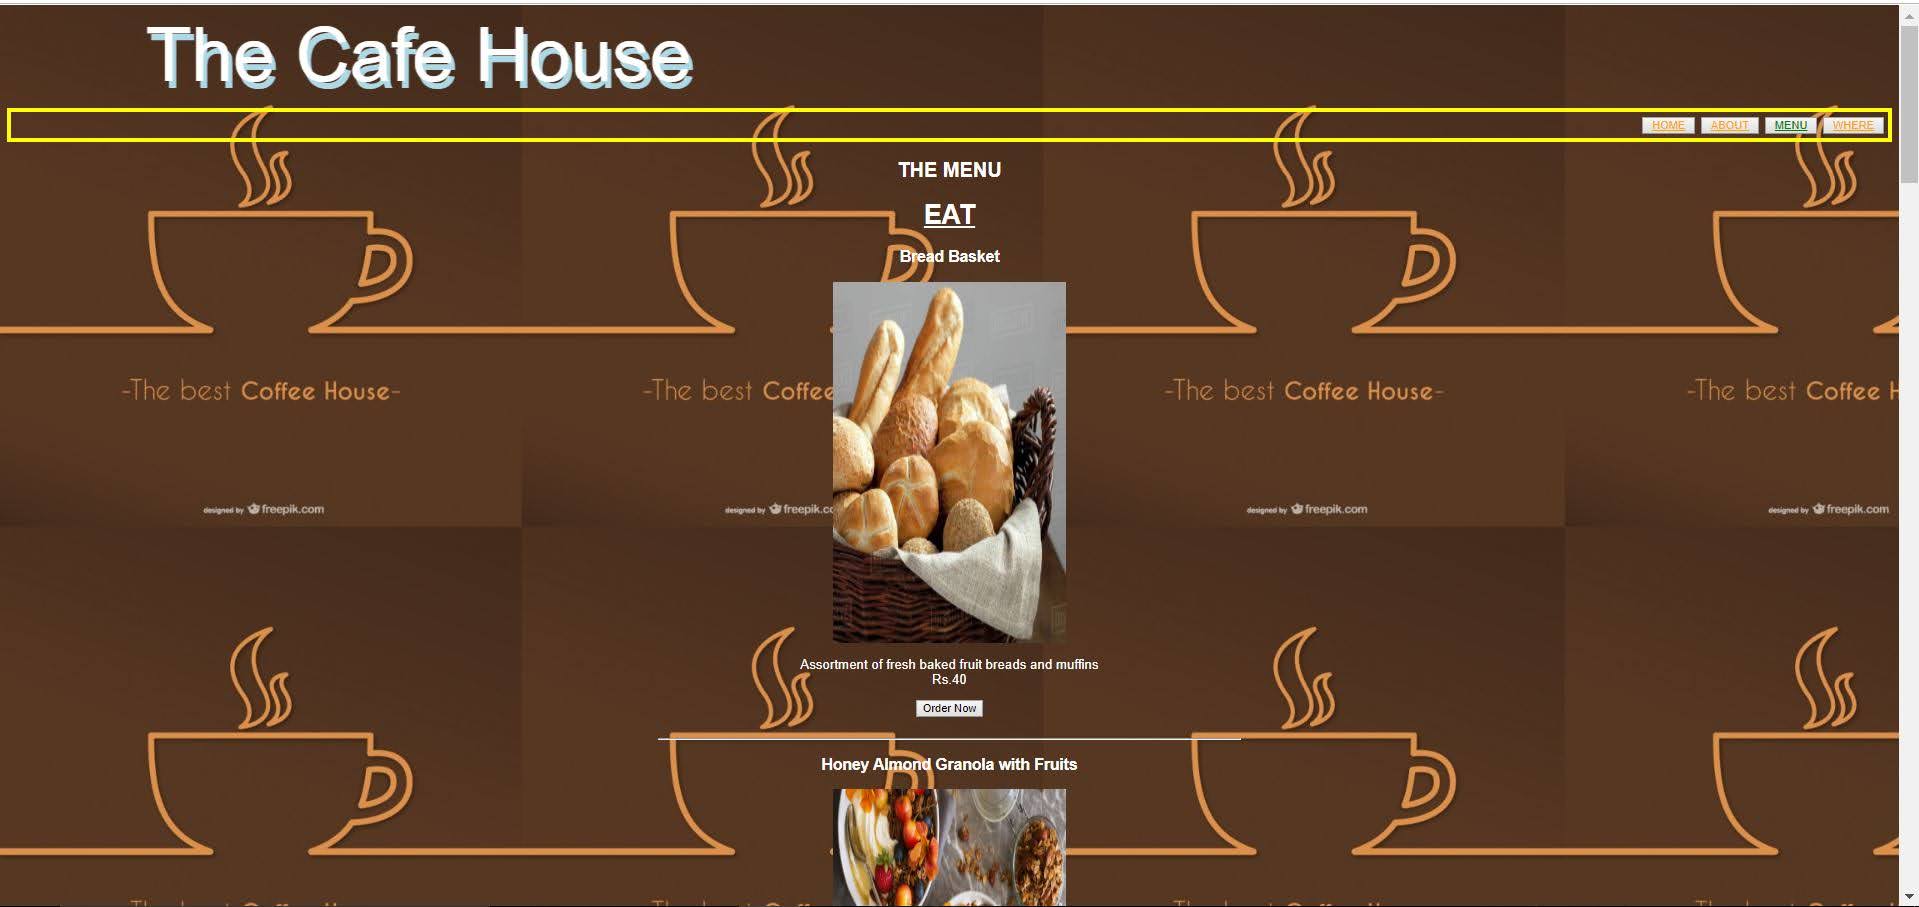 The Cafe House
HOME ABOUT MENU WHERE
THE MENU
EAT
Bread Basket
-The best Coffee House-
-The best Coffee
-The best Coffee House-
-The best Coffee H
designed by freepik.com
designed by freepik.co
designed by freepik.com
designed by freepik.com
Assortment of fresh baked fruit breads and muffins
Rs.40
Order Now
Honey Almond Granola with Fruits